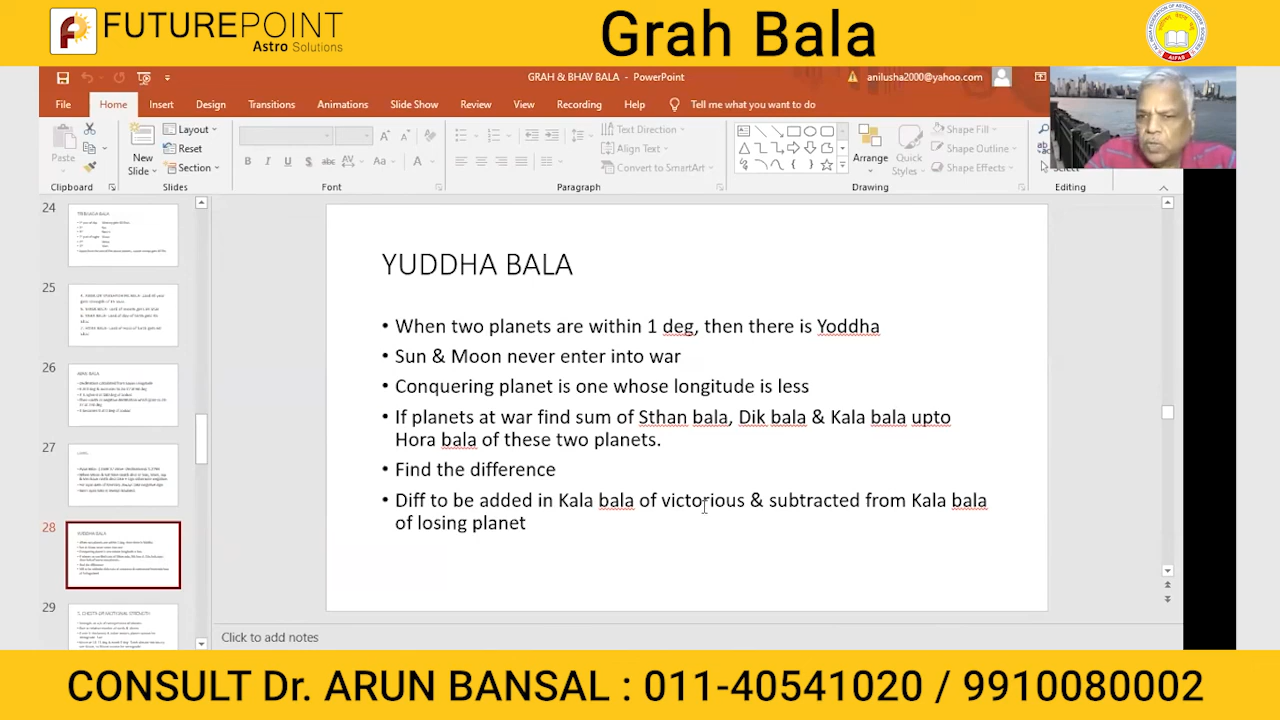 FUTUREPOINT
Astro Solutions
Grah Bala
GRAH & BHAV BALA - PowerPoint
anilusha2000@yahoo.com
File Home Insert Design Transitions Animations Slide Show Review View Recording Help Tell me what you want to do
Layout
Reset
Section
Paste
New
Slide
Text Direction
Align Text
Convert to SmartArt
Arrange
Quick
Styles
Shape Fill
Shape Outline
Shape Effects
Select
Clipboard Slides Font Paragraph Drawing Editing
24
25
26
27
28
29
YUDDHA BALA
• When two planets are within 1 deg, then there is Yoddha
• Sun & Moon never enter into war
• Conquering planet is one whose longitude is less
• If planets at war find sum of Sthan bala, Dik bala & Kala bala upto
Hora bala of these two planets.
• Find the difference
• Diff to be added in Kala bala of victorious & subtracted from Kala bala
of losing planet
Click to add notes
CONSULT Dr. ARUN BANSAL : 011-40541020 / 9910080002